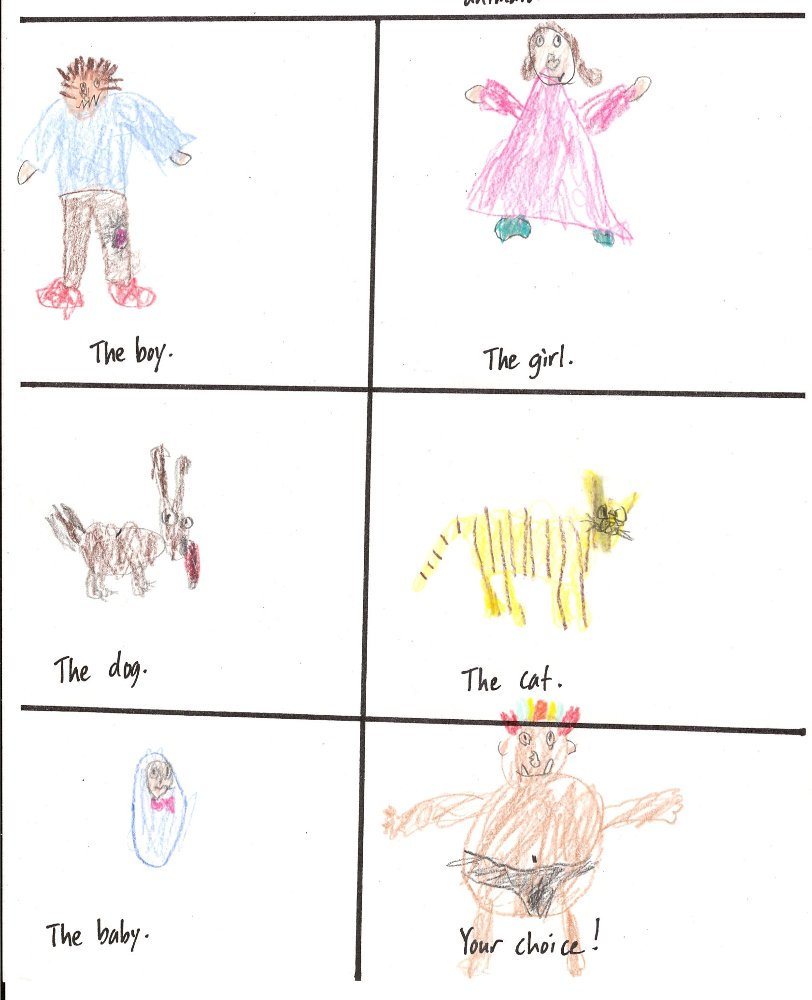 The boy.
The girl.
The dog.
The cat.
The baby.
Your choice!